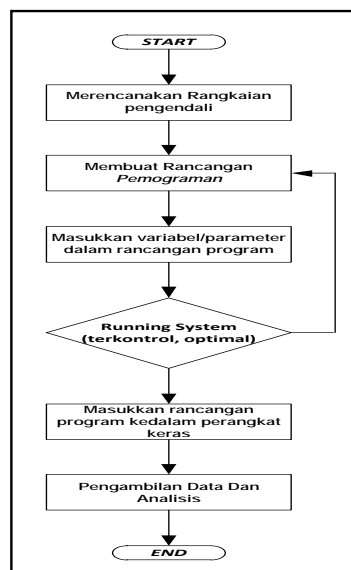 START
Merencanakan Rangkaian
pengendali
Membuat Rancangan
Pemograman
Masukkan variabel/parameter
dalam rancangan program
Running System
(terkontrol, optimal)
Masukkan rancangan
program kedalam perangkat
keras
Pengambilan Data Dan
Analisis
END